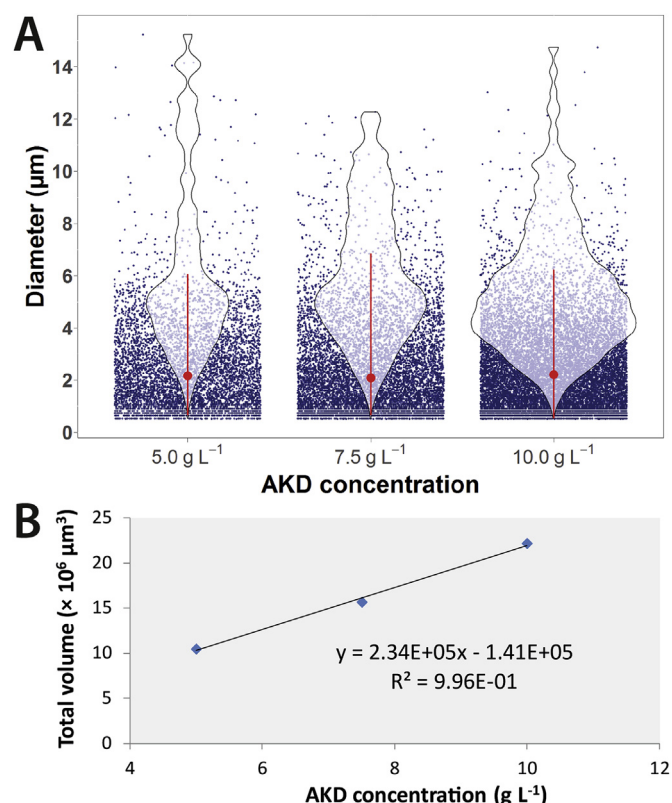 A
Diameter (µm)
14
12
10
8
6
4
2
0
5.0 g L⁻¹ 7.5 g L⁻¹ 10.0 g L⁻¹
AKD concentration
B
Total volume (× 10⁶ µm³)
25
20
15
10
5
0
y = 2.34E+05x - 1.41E+05
R² = 9.96E-01
4 6 8 10 12
AKD concentration (g L⁻¹)